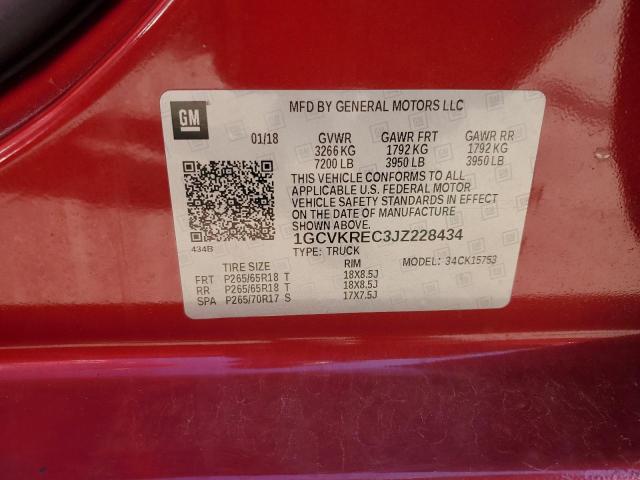 GM
MFD BY GENERAL MOTORS LLC
01/18 GVWR GAWR FRT GAWR RR
3266 KG 1792 KG 1792 KG
7200 LB 3950 LB 3950 LB
THIS VEHICLE CONFORMS TO ALL
APPLICABLE U.S. FEDERAL MOTOR
VEHICLE SAFETY STANDARDS IN EFFECT
ON THE DATE OF MANUFACTURE
SHOWN ABOVE.
434B 1GCVKREC3JZ228434
TYPE: TRUCK
TIRE SIZE RIM MODEL: 34CK15753
FRT P265/65R18 T 18X8.5J
RR P265/65R18 T 18X8.5J
SPA P265/70R17 S 17X7.5J